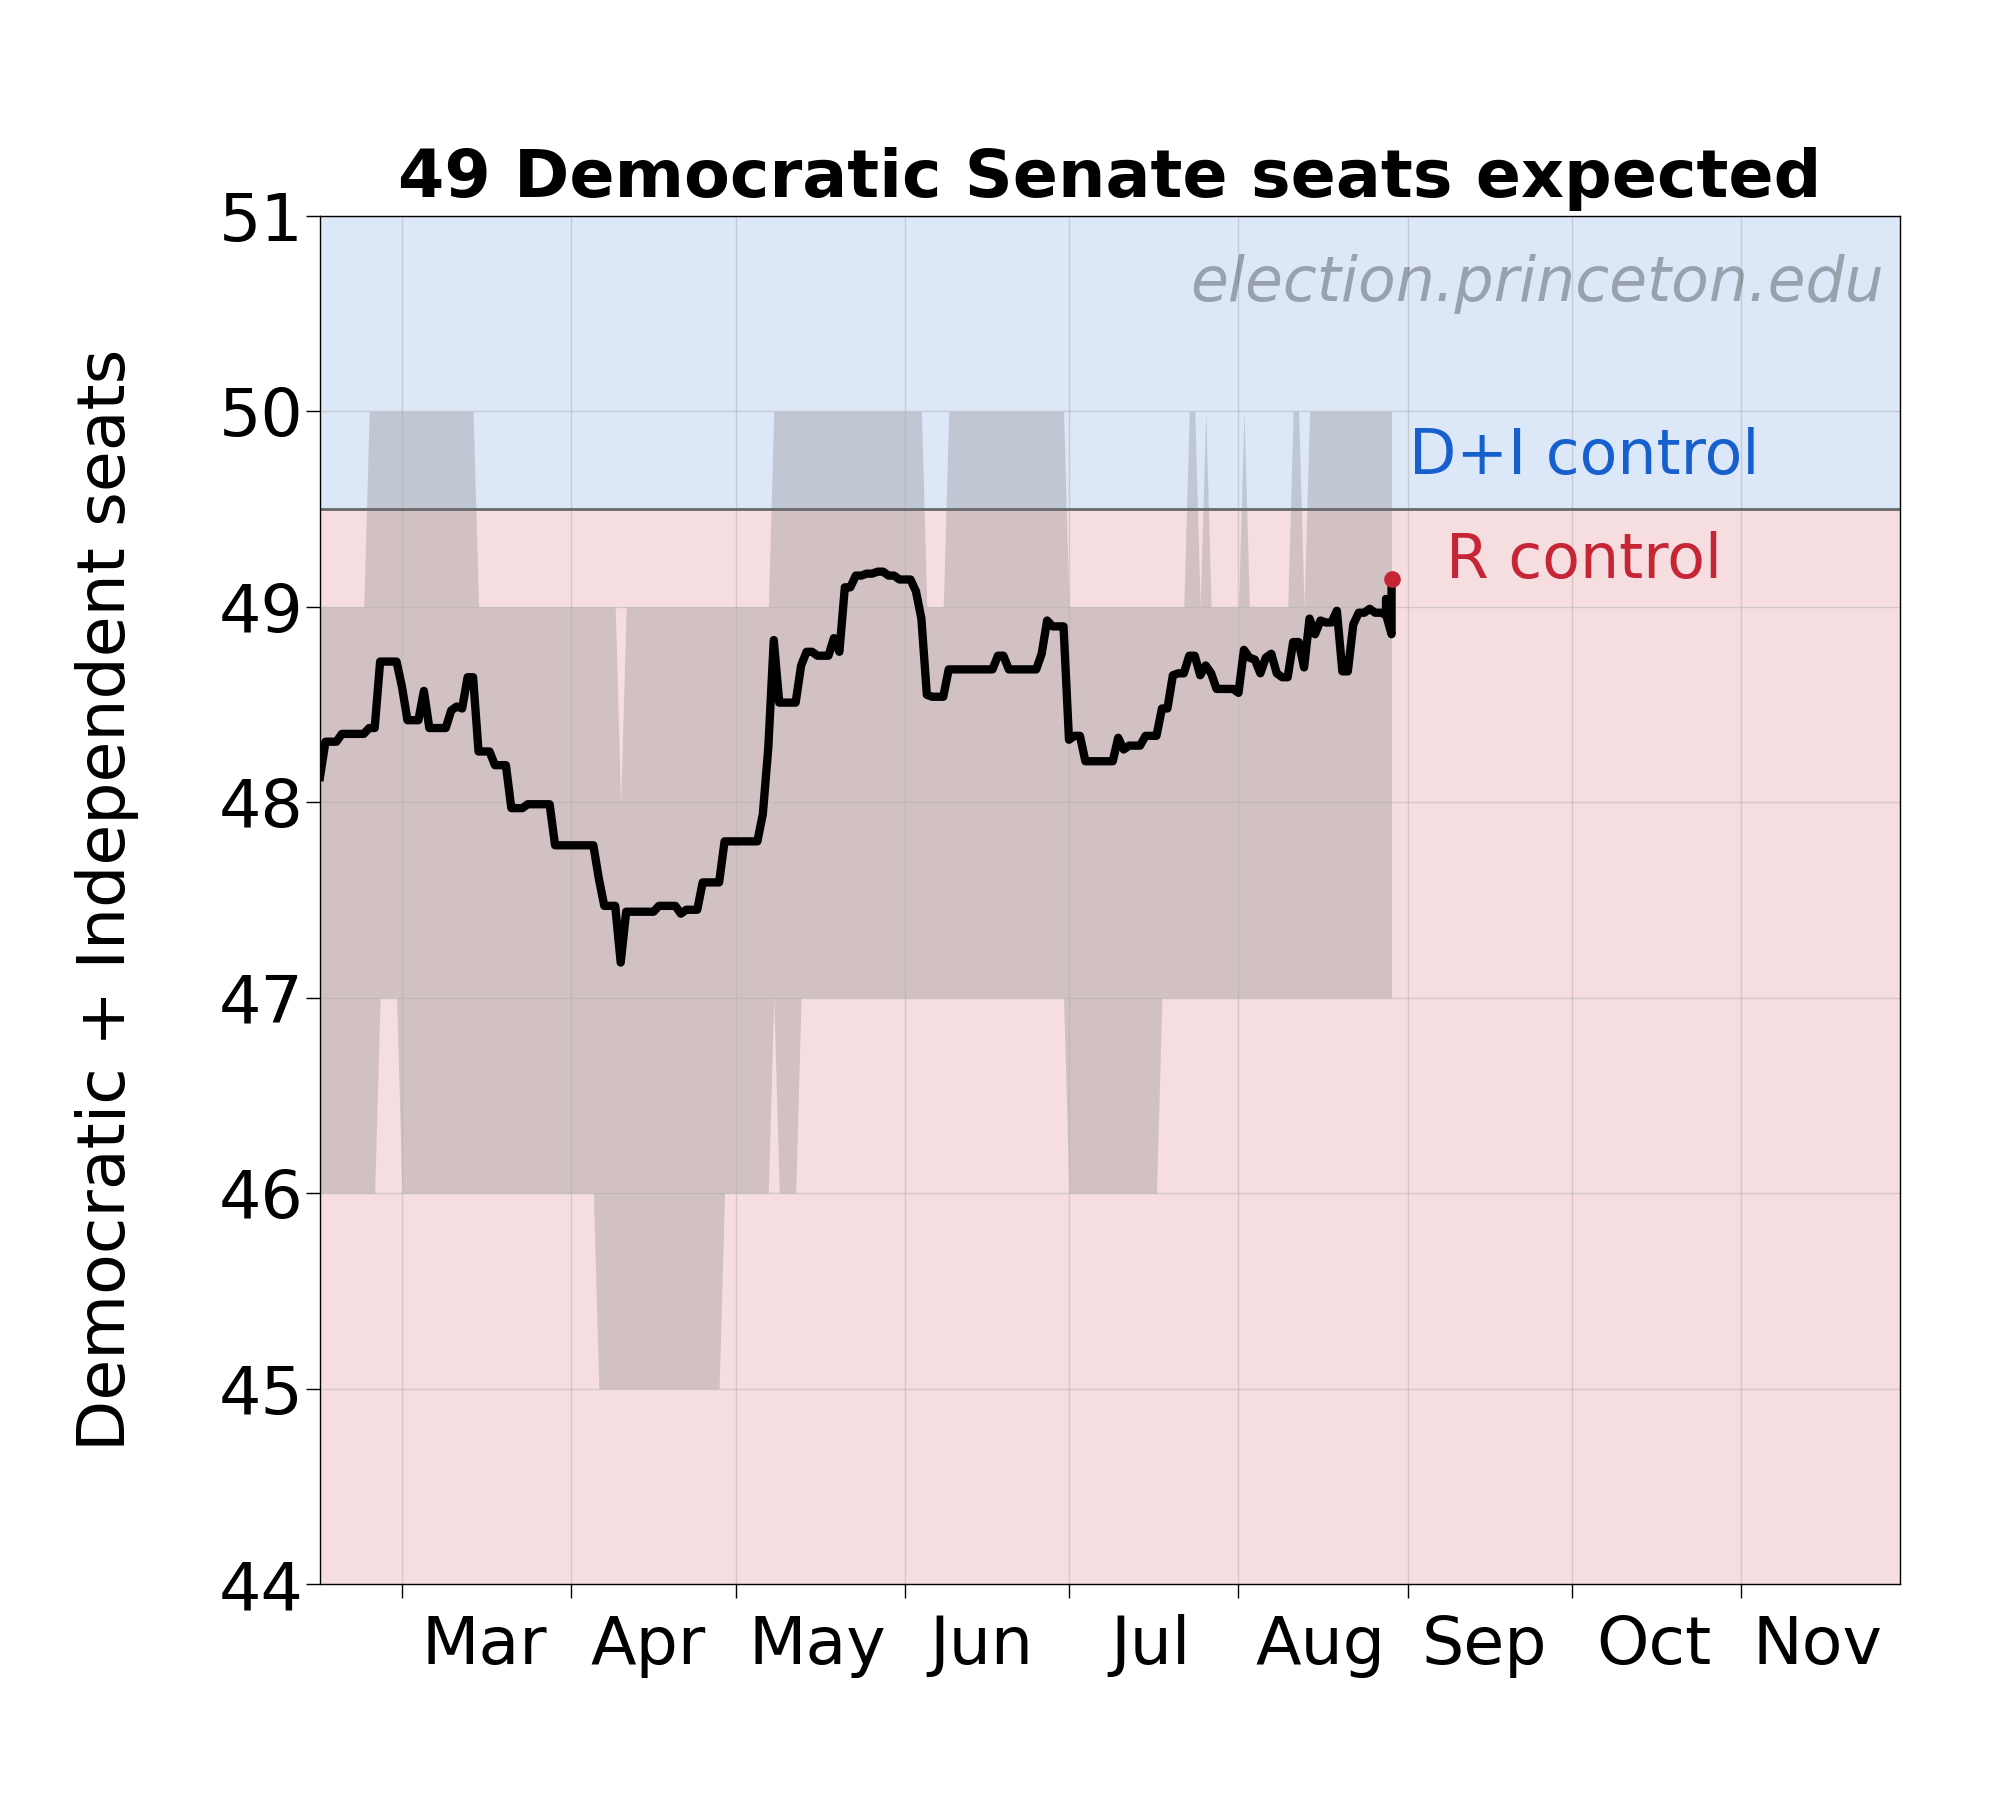 49 Democratic Senate seats expected
51
election.princeton.edu
50
D+I control
R control
49
48
47
46
45
44
Democratic + Independent seats
Mar Apr May Jun Jul Aug Sep Oct Nov